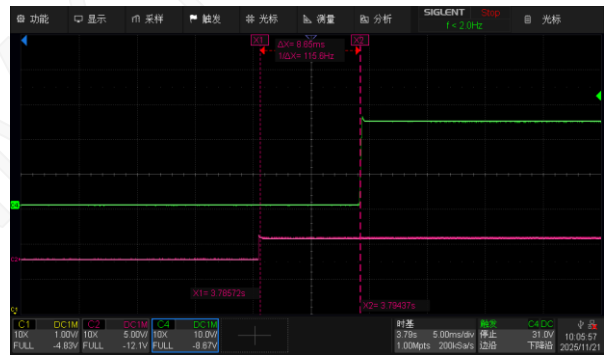 功能 显示 采样 触发 光标 测量 分析 SIGLENT Stop 光标
f < 2.0Hz
X1 X2
ΔX= 8.65ms
1/ΔX= 115.6Hz
C4
C2
X1= 3.78572s
X2= 3.79437s
C1 DC1M C2 DC1M C4 DC1M 时基 触发 C4 DC
10X 1.00V/ 10X 5.00V/ 10X 10.0V/ 3.79s 5.00ms/div 停止 31.0V 10:05:57
FULL -4.83V FULL -12.1V FULL -8.67V 1.00Mpts 200kSa/s 边沿 下降沿 2025/11/21